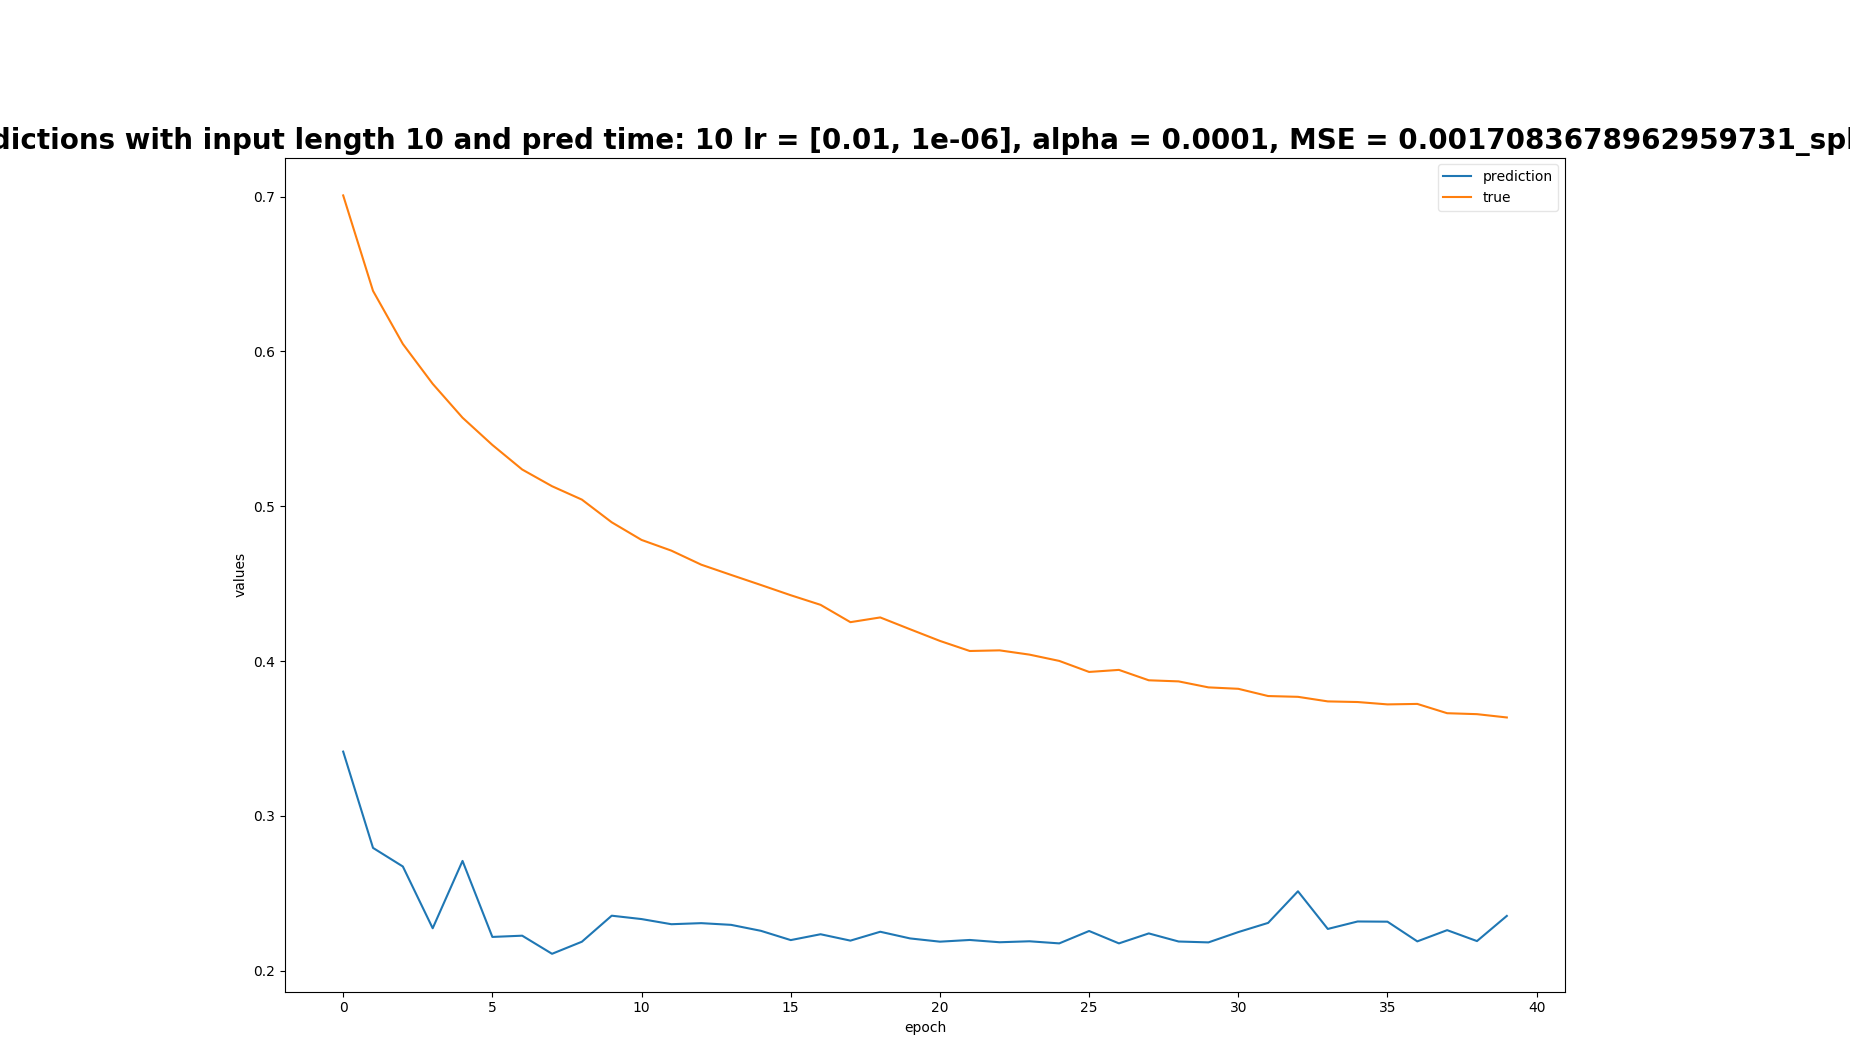 dictions with input length 10 and pred time: 10 lr = [0.01, 1e-06], alpha = 0.0001, MSE = 0.0017083678962959731_spl
prediction
true
0.7
0.6
0.5
0.4
0.3
0.2
values
0 5 10 15 20 25 30 35 40
epoch